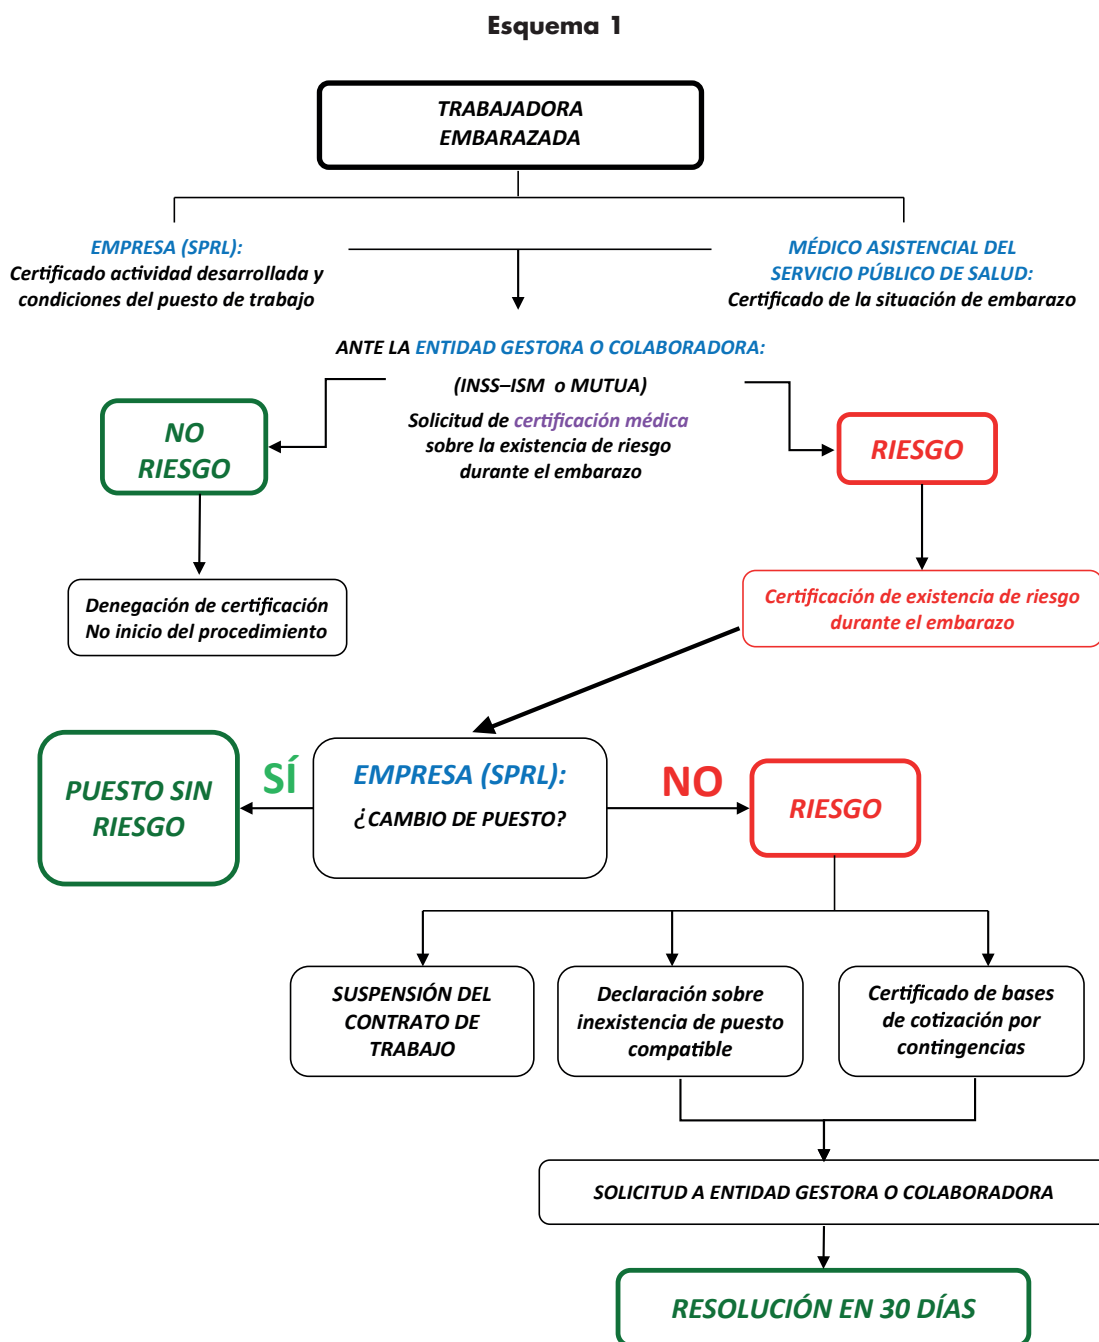 Esquema 1
TRABAJADORA
EMBARAZADA
EMPRESA (SPRL):
Certificado actividad desarrollada y
condiciones del puesto de trabajo
MÉDICO ASISTENCIAL DEL
SERVICIO PÚBLICO DE SALUD:
Certificado de la situación de embarazo
ANTE LA ENTIDAD GESTORA O COLABORADORA:
(INSS–ISM o MUTUA)
Solicitud de certificación médica
sobre la existencia de riesgo
durante el embarazo
NO
RIESGO
RIESGO
Denegación de certificación
No inicio del procedimiento
Certificación de existencia de riesgo
durante el embarazo
PUESTO SIN
RIESGO
SÍ
EMPRESA (SPRL):
¿CAMBIO DE PUESTO?
NO
RIESGO
SUSPENSIÓN DEL
CONTRATO DE
TRABAJO
Declaración sobre
inexistencia de puesto
compatible
Certificado de bases
de cotización por
contingencias
SOLICITUD A ENTIDAD GESTORA O COLABORADORA
RESOLUCIÓN EN 30 DÍAS